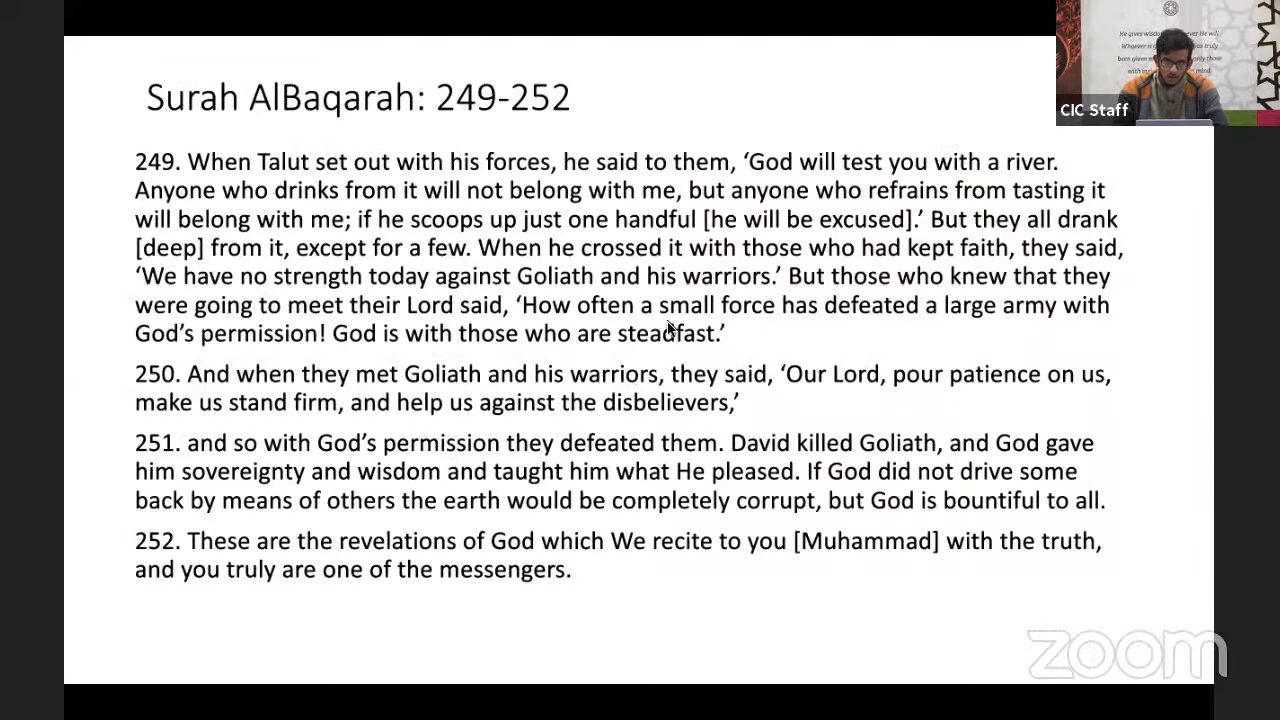 He gives wisdom
Whoever is
been given
with
mind.
CIC Staff
Surah AlBaqarah: 249-252
249. When Talut set out with his forces, he said to them, ‘God will test you with a river.
Anyone who drinks from it will not belong with me, but anyone who refrains from tasting it
will belong with me; if he scoops up just one handful [he will be excused].’ But they all drank
[deep] from it, except for a few. When he crossed it with those who had kept faith, they said,
‘We have no strength today against Goliath and his warriors.’ But those who knew that they
were going to meet their Lord said, ‘How often a small force has defeated a large army with
God’s permission! God is with those who are steadfast.’
250. And when they met Goliath and his warriors, they said, ‘Our Lord, pour patience on us,
make us stand firm, and help us against the disbelievers,’
251. and so with God’s permission they defeated them. David killed Goliath, and God gave
him sovereignty and wisdom and taught him what He pleased. If God did not drive some
back by means of others the earth would be completely corrupt, but God is bountiful to all.
252. These are the revelations of God which We recite to you [Muhammad] with the truth,
and you truly are one of the messengers.
zoom